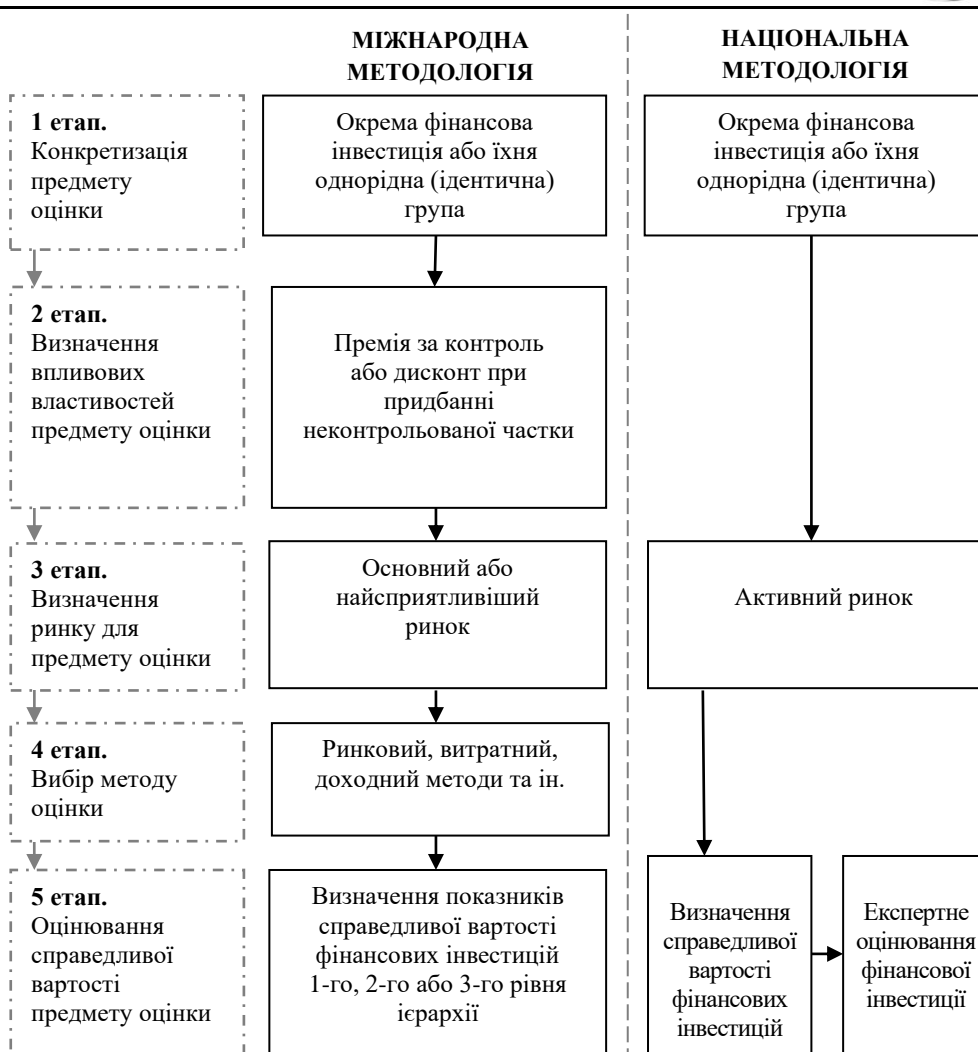 МІЖНАРОДНА
МЕТОДОЛОГІЯ
НАЦІОНАЛЬНА
МЕТОДОЛОГІЯ
1 етап.
Конкретизація
предмету
оцінки
Окрема фінансова
інвестиція або їхня
однорідна (ідентична)
група
Окрема фінансова
інвестиція або їхня
однорідна (ідентична)
група
2 етап.
Визначення
впливових
властивостей
предмету оцінки
Премія за контроль
або дисконт при
придбанні
неконтрольованої частки
3 етап.
Визначення
ринку для
предмету оцінки
Основний або
найсприятливіший
ринок
Активний ринок
4 етап.
Вибір методу
оцінки
Ринковий, витратний,
доходний методи та ін.
5 етап.
Оцінювання
справедливої
вартості
предмету оцінки
Визначення показників
справедливої вартості
фінансових інвестицій
1-го, 2-го або 3-го рівня
ієрархії
Визначення
справедливої
вартості
фінансових
інвестицій
Експертне
оцінювання
фінансової
інвестиції